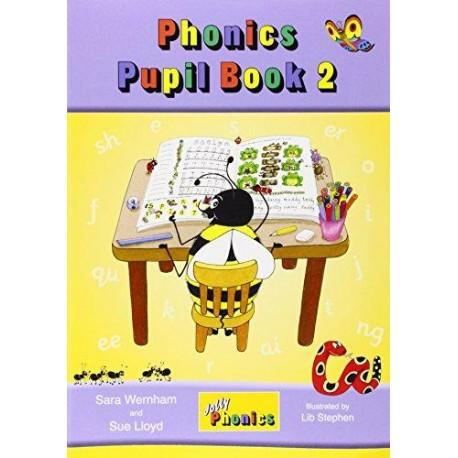 Phonics
Pupil Book 2
sh e s er
o
f
qu
ee k r ai t ng
Sara Wernham
and
Sue Lloyd
Jolly
Phonics
Illustrated by
Lib Stephen